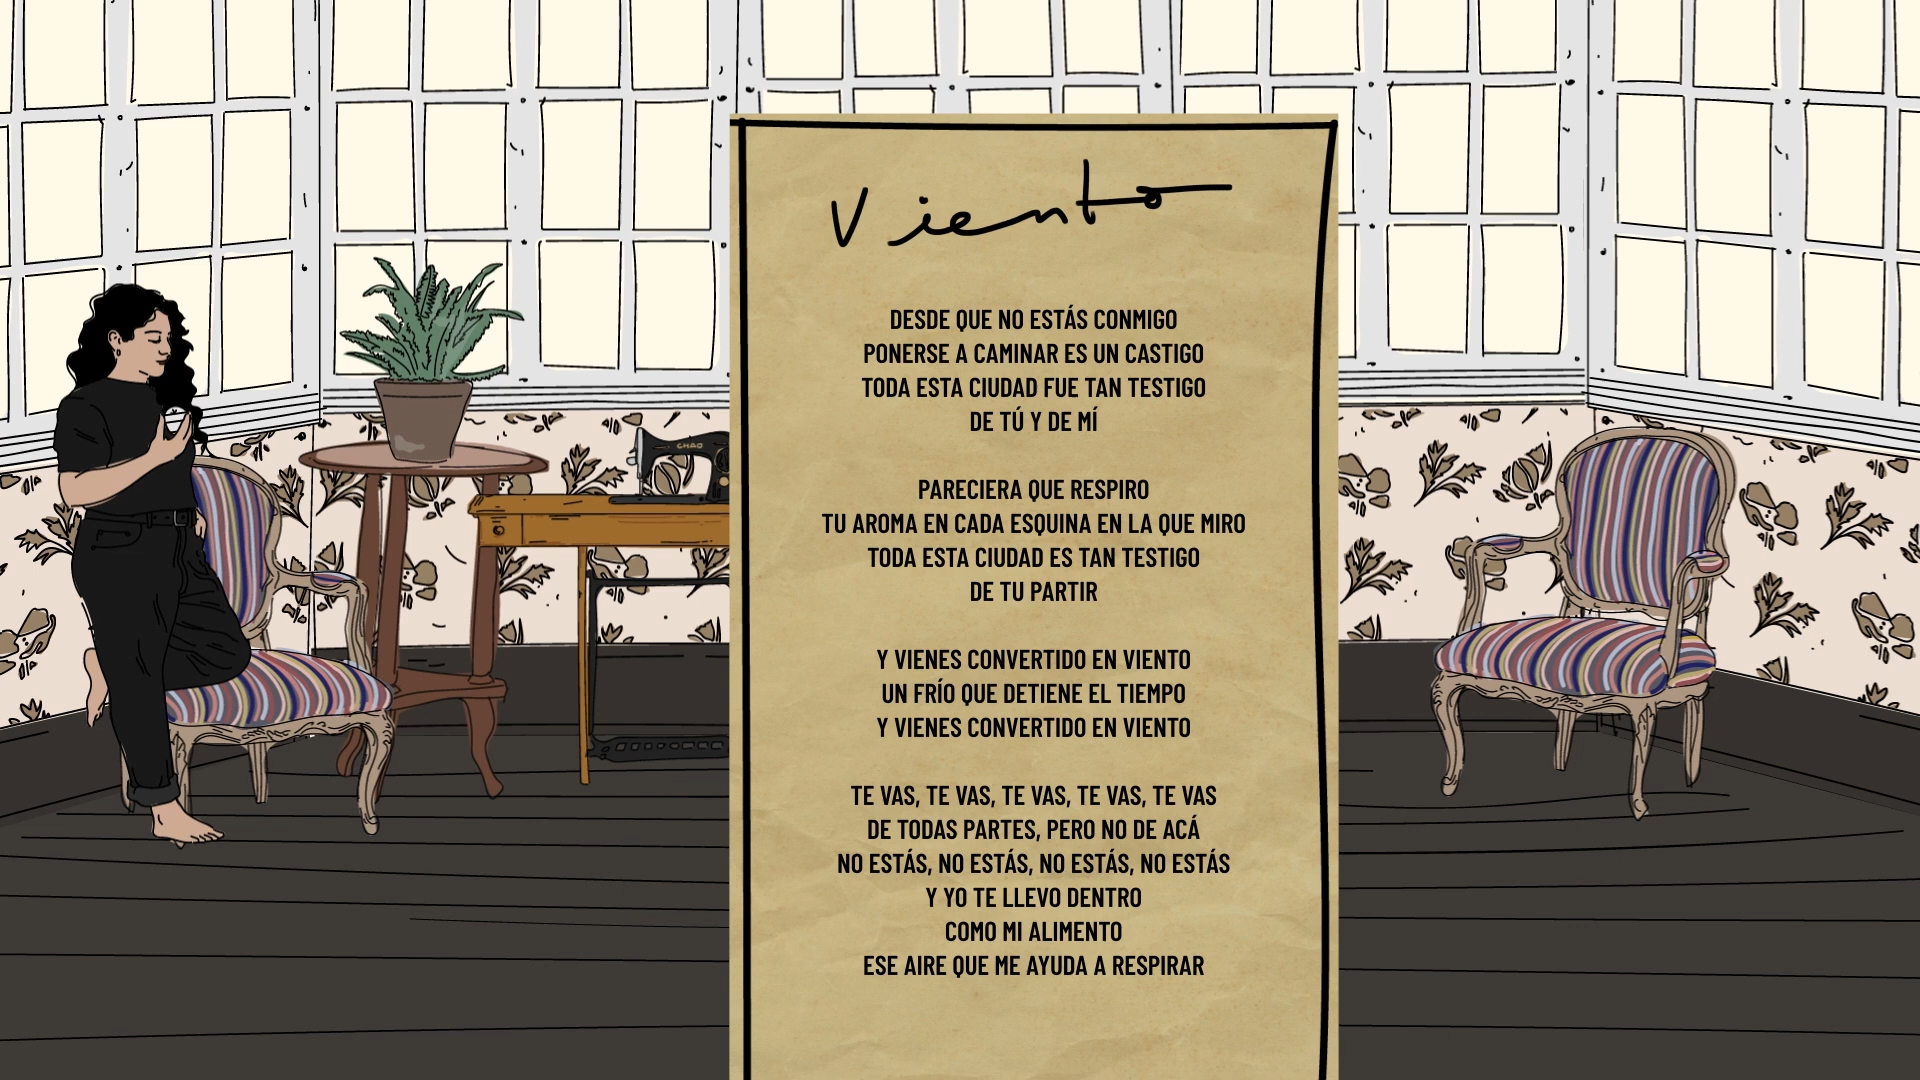 Viento
DESDE QUE NO ESTÁS CONMIGO
PONERSE A CAMINAR ES UN CASTIGO
TODA ESTA CIUDAD FUE TAN TESTIGO
DE TÚ Y DE MÍ
PARECIERA QUE RESPIRO
TU AROMA EN CADA ESQUINA EN LA QUE MIRO
TODA ESTA CIUDAD ES TAN TESTIGO
DE TU PARTIR
Y VIENES CONVERTIDO EN VIENTO
UN FRÍO QUE DETIENE EL TIEMPO
Y VIENES CONVERTIDO EN VIENTO
TE VAS, TE VAS, TE VAS, TE VAS, TE VAS
DE TODAS PARTES, PERO NO DE ACÁ
NO ESTÁS, NO ESTÁS, NO ESTÁS, NO ESTÁS
Y YO TE LLEVO DENTRO
COMO MI ALIMENTO
ESE AIRE QUE ME AYUDA A RESPIRAR
CHAO